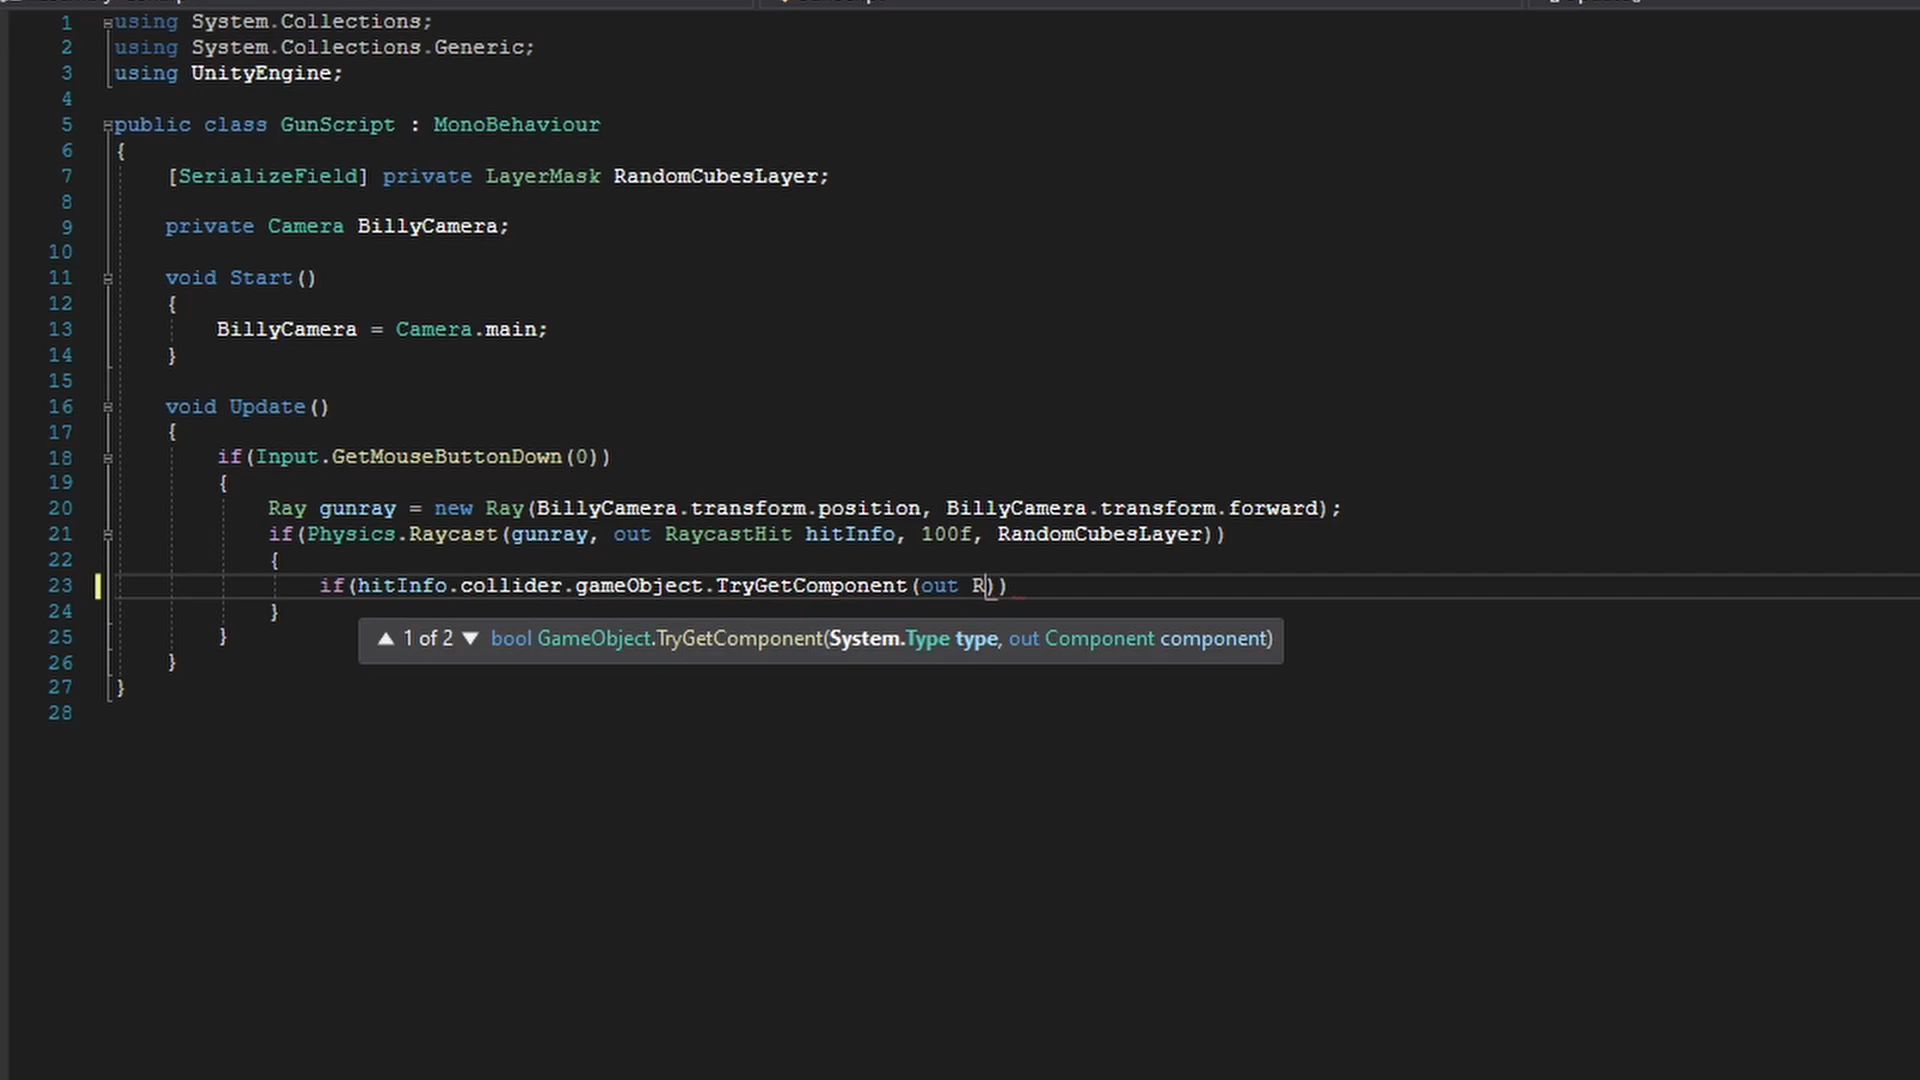 1 using System.Collections;
2 using System.Collections.Generic;
3 using UnityEngine;
4
5 public class GunScript : MonoBehaviour
6 {
7 [SerializeField] private LayerMask RandomCubesLayer;
8
9 private Camera BillyCamera;
10
11 void Start()
12 {
13 BillyCamera = Camera.main;
14 }
15
16 void Update()
17 {
18 if(Input.GetMouseButtonDown(0))
19 {
20 Ray gunray = new Ray(BillyCamera.transform.position, BillyCamera.transform.forward);
21 if(Physics.Raycast(gunray, out RaycastHit hitInfo, 100f, RandomCubesLayer))
22 {
23 if(hitInfo.collider.gameObject.TryGetComponent(out R))
24 }
▲ 1 of 2 ▼ bool GameObject.TryGetComponent(System.Type type, out Component component)
25 }
26 }
27 }
28